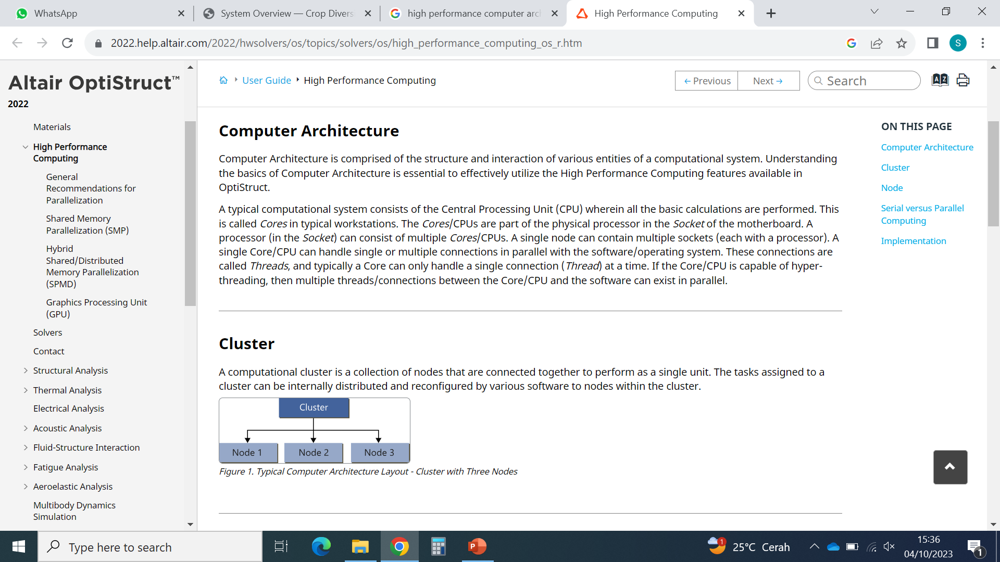 WhatsApp
System Overview — Crop Divers
high performance computer arc
High Performance Computing
2022.help.altair.com/2022/hwsolvers/os/topics/solvers/os/high_performance_computing_os_r.htm
S
Altair OptiStruct™
2022
Materials
High Performance
Computing
General
Recommendations for
Parallelization
Shared Memory
Parallelization (SMP)
Hybrid
Shared/Distributed
Memory Parallelization
(SPMD)
Graphics Processing Unit
(GPU)
Solvers
Contact
Structural Analysis
Thermal Analysis
Electrical Analysis
Acoustic Analysis
Fluid-Structure Interaction
Fatigue Analysis
Aeroelastic Analysis
Multibody Dynamics
Simulation
User Guide High Performance Computing
Previous Next Search A Z
Computer Architecture
Computer Architecture is comprised of the structure and interaction of various entities of a computational system. Understanding
the basics of Computer Architecture is essential to effectively utilize the High Performance Computing features available in
OptiStruct.
A typical computational system consists of the Central Processing Unit (CPU) wherein all the basic calculations are performed. This
is called Cores in typical workstations. The Cores/CPUs are part of the physical processor in the Socket of the motherboard. A
processor (in the Socket) can consist of multiple Cores/CPUs. A single node can contain multiple sockets (each with a processor). A
single Core/CPU can handle single or multiple connections in parallel with the software/operating system. These connections are
called Threads, and typically a Core can only handle a single connection (Thread) at a time. If the Core/CPU is capable of hyper-
threading, then multiple threads/connections between the Core/CPU and the software can exist in parallel.
Cluster
A computational cluster is a collection of nodes that are connected together to perform as a single unit. The tasks assigned to a
cluster can be internally distributed and reconfigured by various software to nodes within the cluster.
Cluster
Node 1 Node 2 Node 3
Figure 1. Typical Computer Architecture Layout - Cluster with Three Nodes
ON THIS PAGE
Computer Architecture
Cluster
Node
Serial versus Parallel
Computing
Implementation
Type here to search
P
1
25°C Cerah
15:36
04/10/2023
1